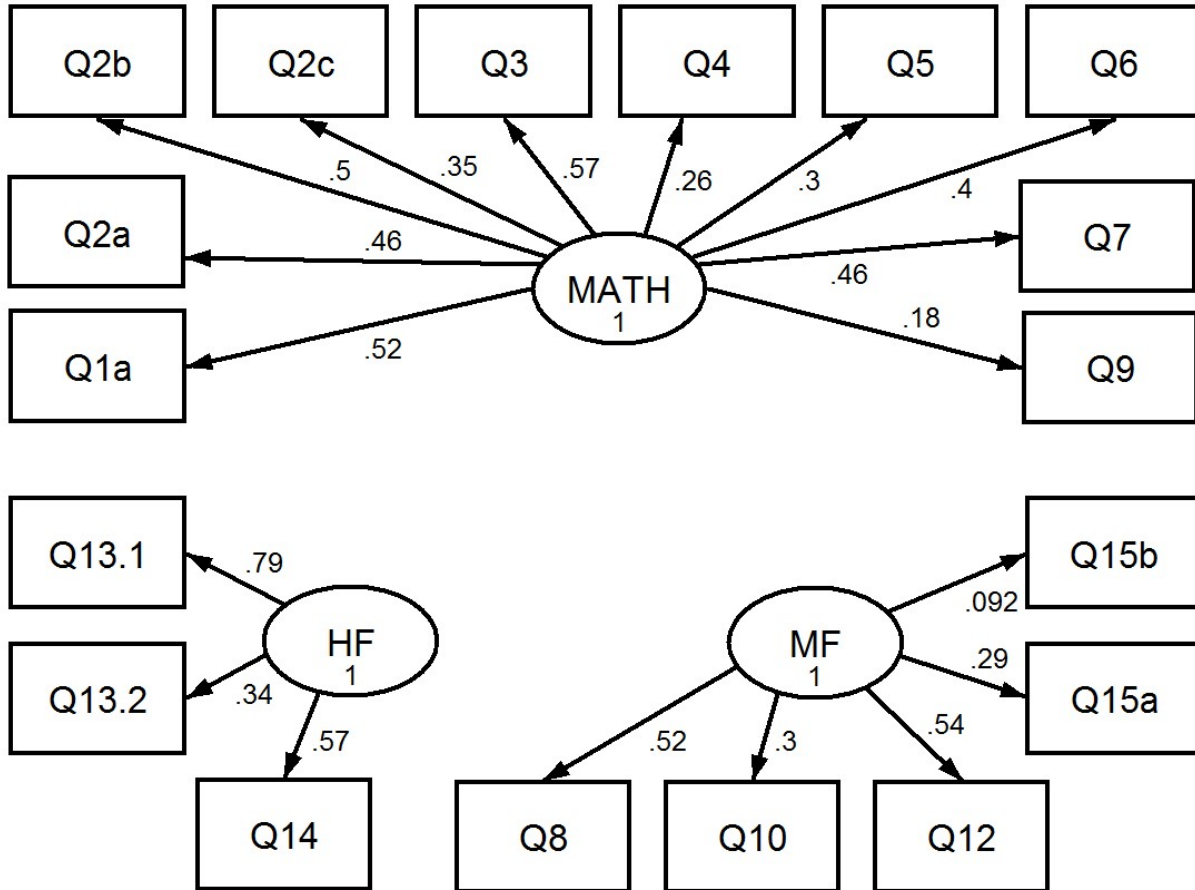 Q2b
Q2c
Q3
Q4
Q5
Q6
.5
.35
.57
.26
.3
.4
Q2a
.46
MATH
1
.46
Q7
Q1a
.52
.18
Q9
Q13.1
.79
HF
1
Q13.2
.34
.57
Q14
MF
1
.092
Q15b
.29
Q15a
.52
.3
.54
Q8
Q10
Q12